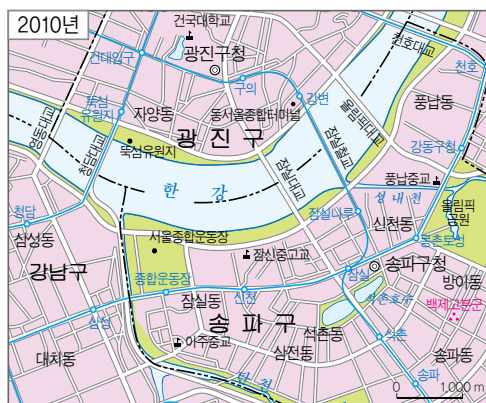 2010년
건국대학교
천호대교
건대입구
광진구청
천호
구의
뚝섬
유원지
강변
풍납동
자양동
동서울종합터미널
올림픽대교
영동대교
청담대교
광진구
강동구청
뚝섬유원지
잠실대교
잠실철교
한강
풍납중교
성내천
올림픽
공원
청담
잠실나루
신천동
삼성동
서울종합운동장
몽촌토성
강남구
잠신중고교
송파구청
잠실
방이동
종합운동장
신천
석촌호수
백제고분군
잠실동
송파구
삼성
석촌동
석촌
아주중교
삼전동
대치동
송파동
탄천
송파
0 1,000 m